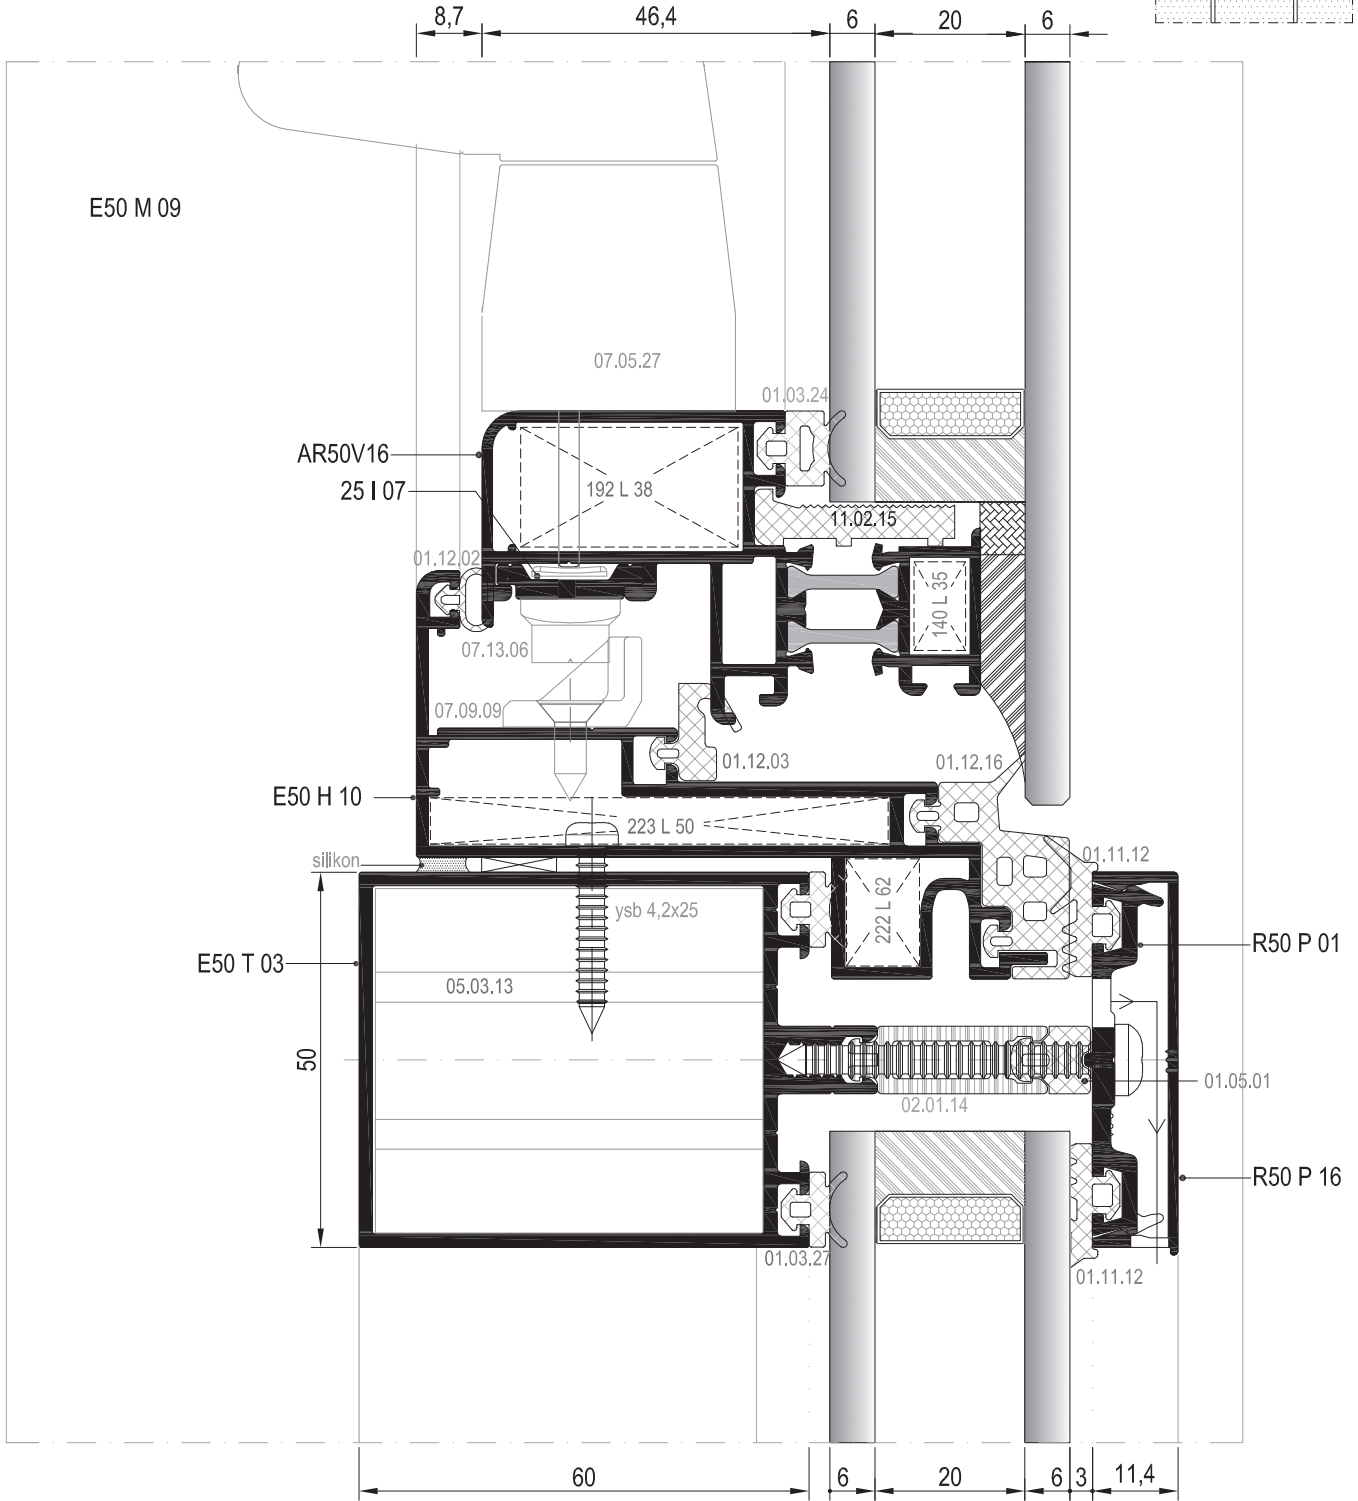 8,7
46,4
6
20
6
E50 M 09
07.05.27
01.03.24
AR50V16
25 I 07
192 L 38
11.02.15
01.12.02
140 L 35
07.13.06
07.09.09
01.12.03
01.12.16
E50 H 10
223 L 50
silikon
01.11.12
222 L 62
ysb 4,2x25
R50 P 01
E50 T 03
05.03.13
50
01.05.01
02.01.14
R50 P 16
01.03.27
01.11.12
60
6
20
6
3
11,4